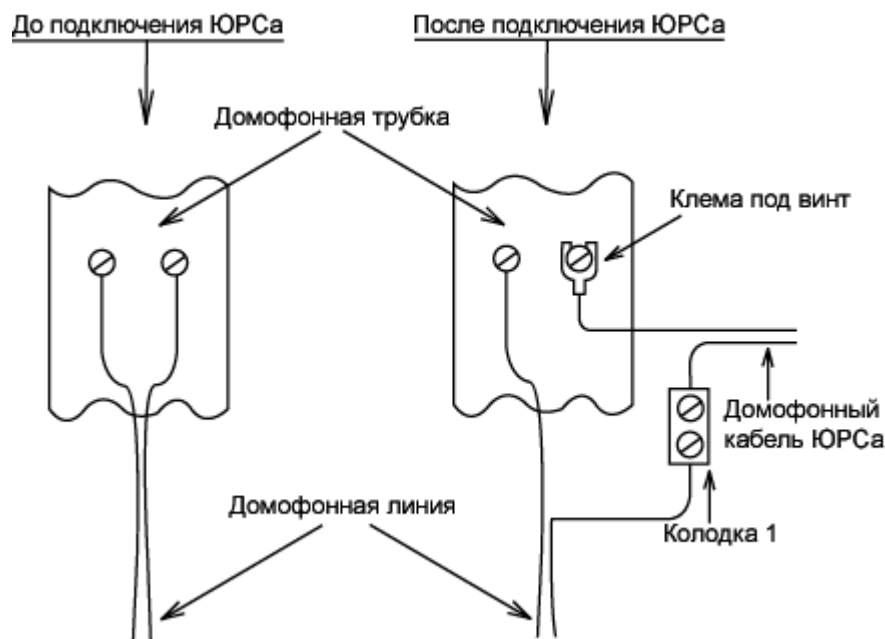 До подключения ЮРСа
После подключения ЮРСа
Домофонная трубка
Клема под винт
Домофонный
кабель ЮРСа
Домофонная линия
Колодка 1